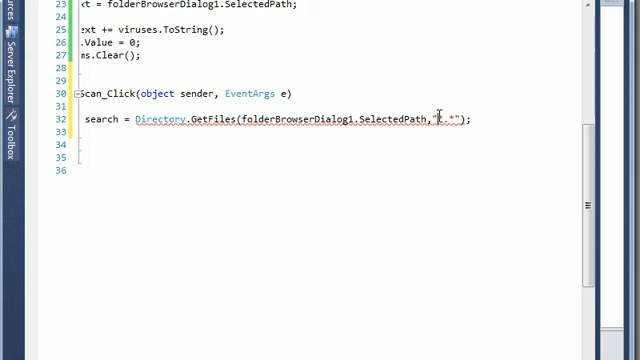 23 xt = folderBrowserDialog1.SelectedPath;
24
25 ext += viruses.ToString();
26 .Value = 0;
27 ms.Clear();
28
29
30 Scan_Click(object sender, EventArgs e)
31
32 search = Directory.GetFiles(folderBrowserDialog1.SelectedPath,"*.*");
33
34
35
36
Server Explorer
Toolbox